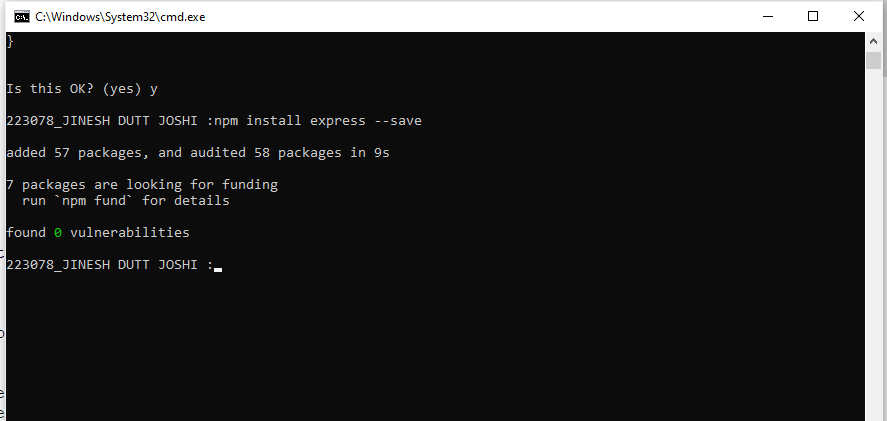 C:\Windows\System32\cmd.exe
}
Is this OK? (yes) y
223078_JINESH DUTT JOSHI :npm install express --save
added 57 packages, and audited 58 packages in 9s
7 packages are looking for funding
  run `npm fund` for details
found 0 vulnerabilities
223078_JINESH DUTT JOSHI :